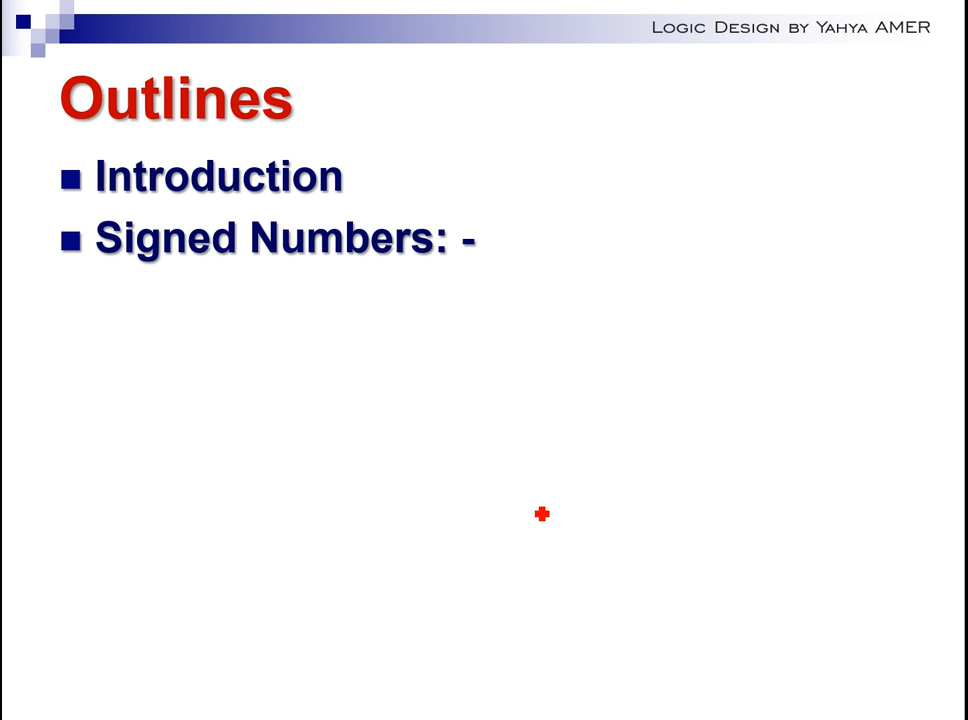 Logic Design by Yahya AMER
Outlines
Introduction
Signed Numbers: -